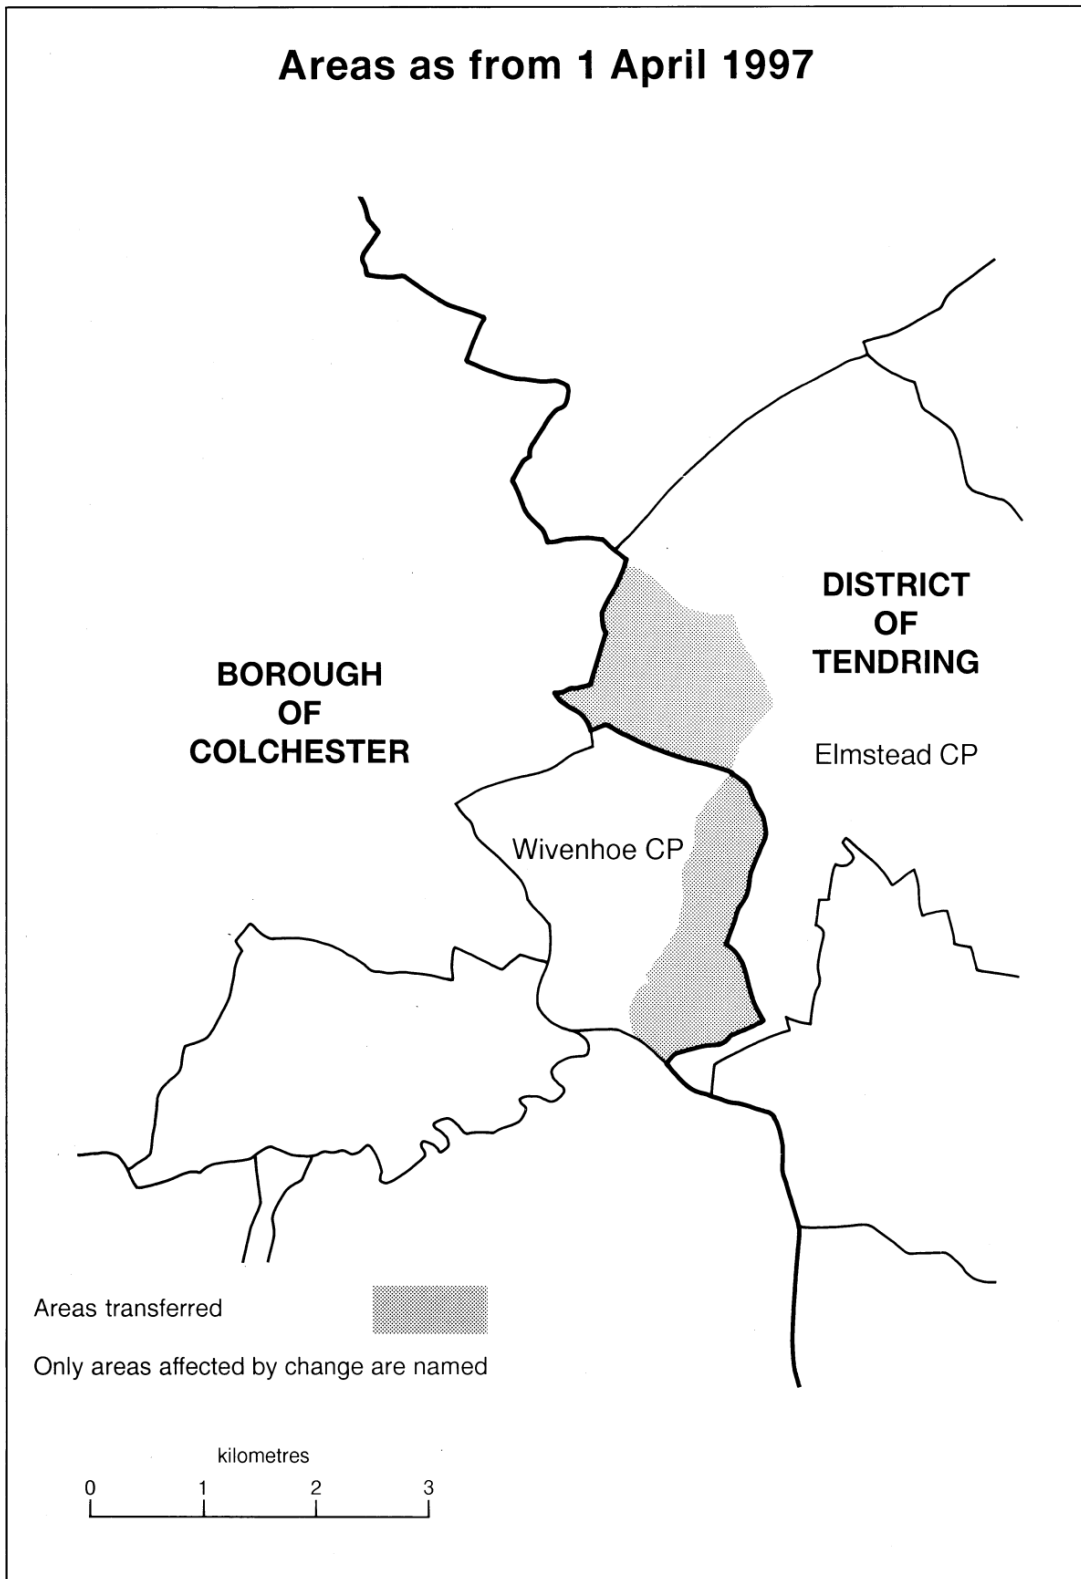 Areas as from 1 April 1997
DISTRICT
OF
TENDRING
BOROUGH
OF
COLCHESTER
Elmstead CP
Wivenhoe CP
Areas transferred
Only areas affected by change are named
kilometres
0 1 2 3